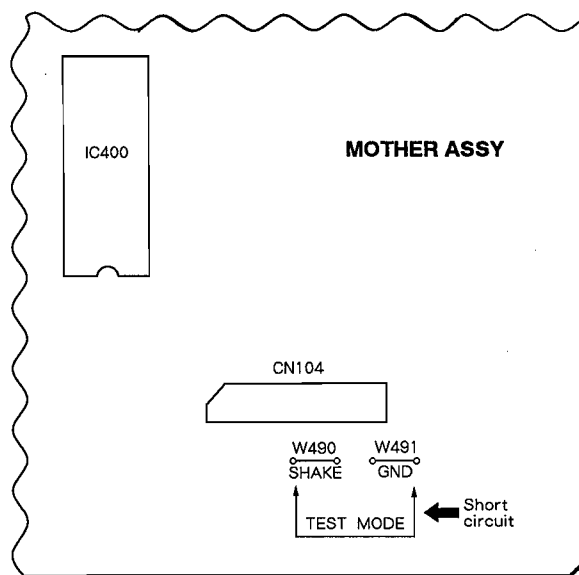 IC400
MOTHER ASSY
CN104
W490 W491
SHAKE GND
TEST MODE
Short
circuit